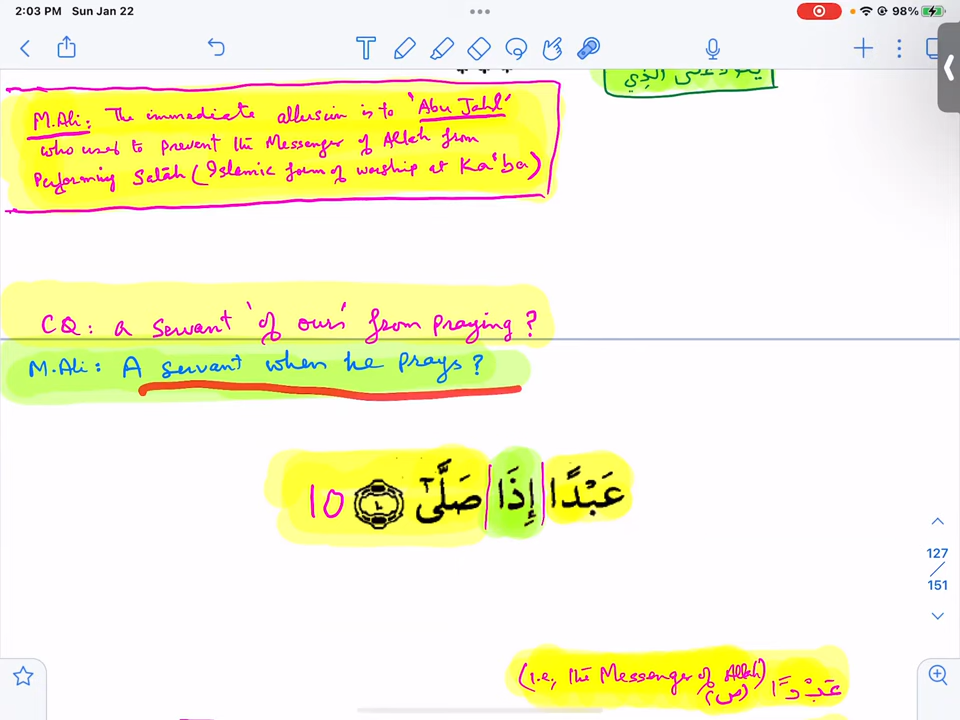 2:03 PM Sun Jan 22
98%
الذي
M.Ali: The immediate allusion is to 'Abu Jahl'
who used to prevent the Messenger of Allah from
Performing Salāh (Islamic form of worship at Ka'ba)
CQ: a servant 'of ours' from praying?
M.Ali: A servant when he prays?
عَبْدًا إِذَا صَلَّىٰٓ ١٠ 10
127
151
(i.e, the Messenger of Allah) عَبْدًا
(ص)